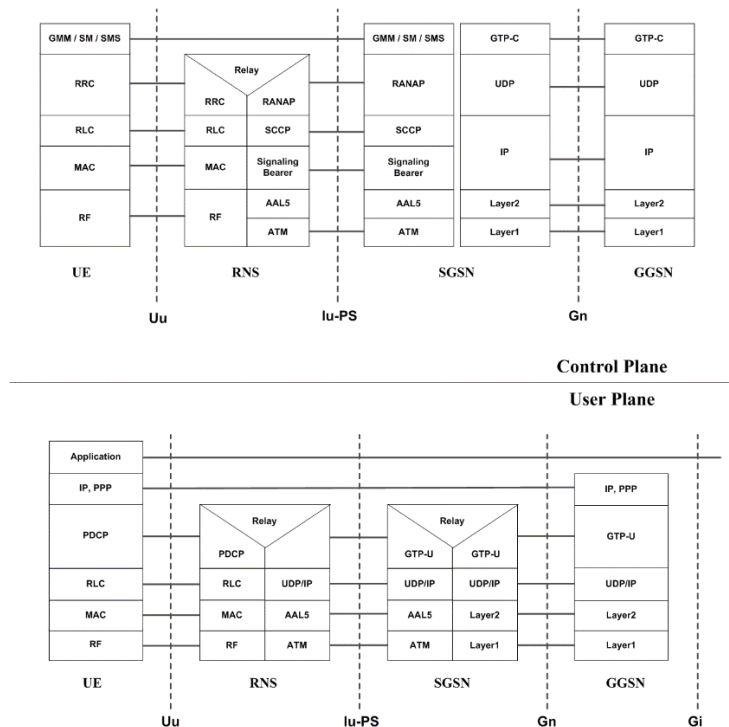 GMM / SM / SMS
GMM / SM / SMS
GTP-C
GTP-C
Relay
RRC
RANAP
UDP
UDP
RRC
RANAP
RLC
RLC
SCCP
SCCP
IP
IP
MAC
MAC
Signaling
Bearer
Signaling
Bearer
RF
RF
AAL5
AAL5
Layer2
Layer2
ATM
ATM
Layer1
Layer1
UE
RNS
SGSN
GGSN
Uu
Iu-PS
Gn
Control Plane
User Plane
Application
IP, PPP
IP, PPP
Relay
Relay
PDCP
GTP-U
PDCP
GTP-U
GTP-U
RLC
RLC
UDP/IP
UDP/IP
UDP/IP
UDP/IP
MAC
MAC
AAL5
AAL5
Layer2
Layer2
RF
RF
ATM
ATM
Layer1
Layer1
UE
RNS
SGSN
GGSN
Uu
Iu-PS
Gn
Gi